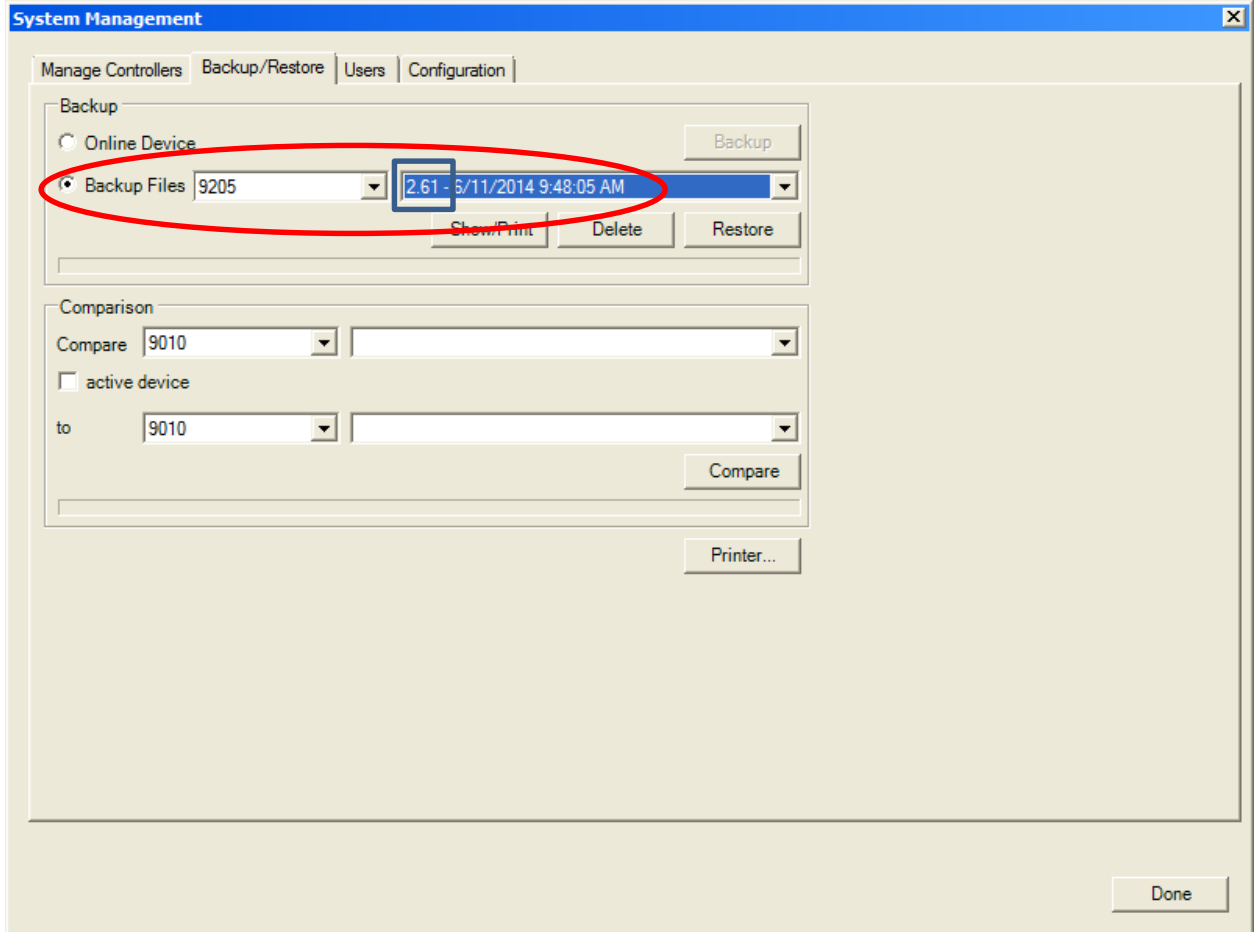 System Management
Manage Controllers Backup/Restore Users Configuration
Backup
Online Device Backup
Backup Files 9205 2.61 - 6/11/2014 9:48:05 AM
Show/Print Delete Restore
Comparison
Compare 9010
active device
to 9010
Compare
Printer...
Done